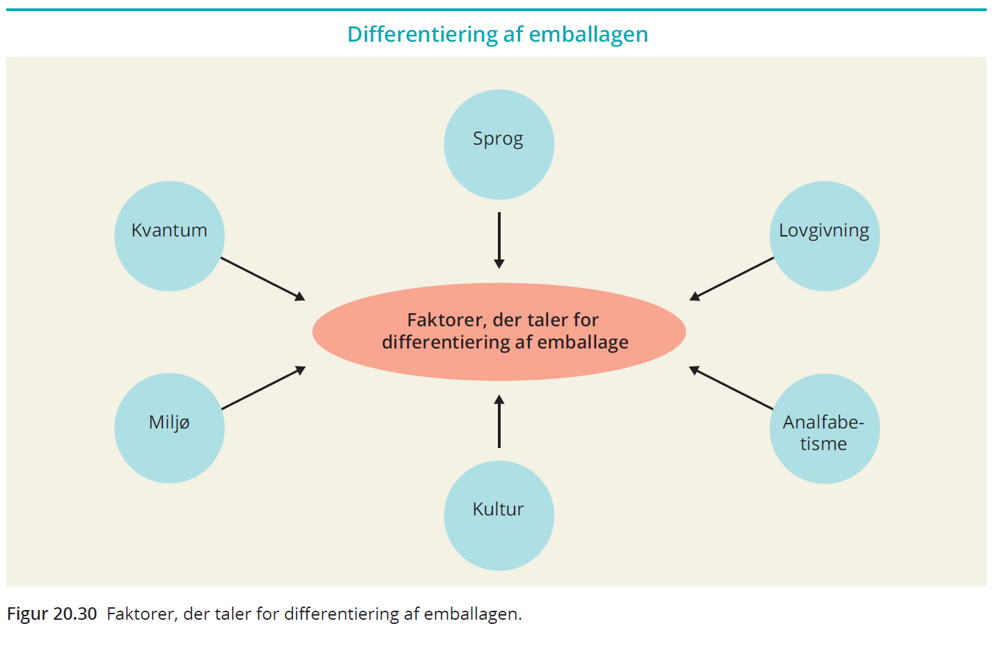 Differentiering af emballagen
Sprog
Kvantum
Lovgivning
Faktorer, der taler for
differentiering af emballage
Miljø
Analfabe-
tisme
Kultur
Figur 20.30 Faktorer, der taler for differentiering af emballagen.